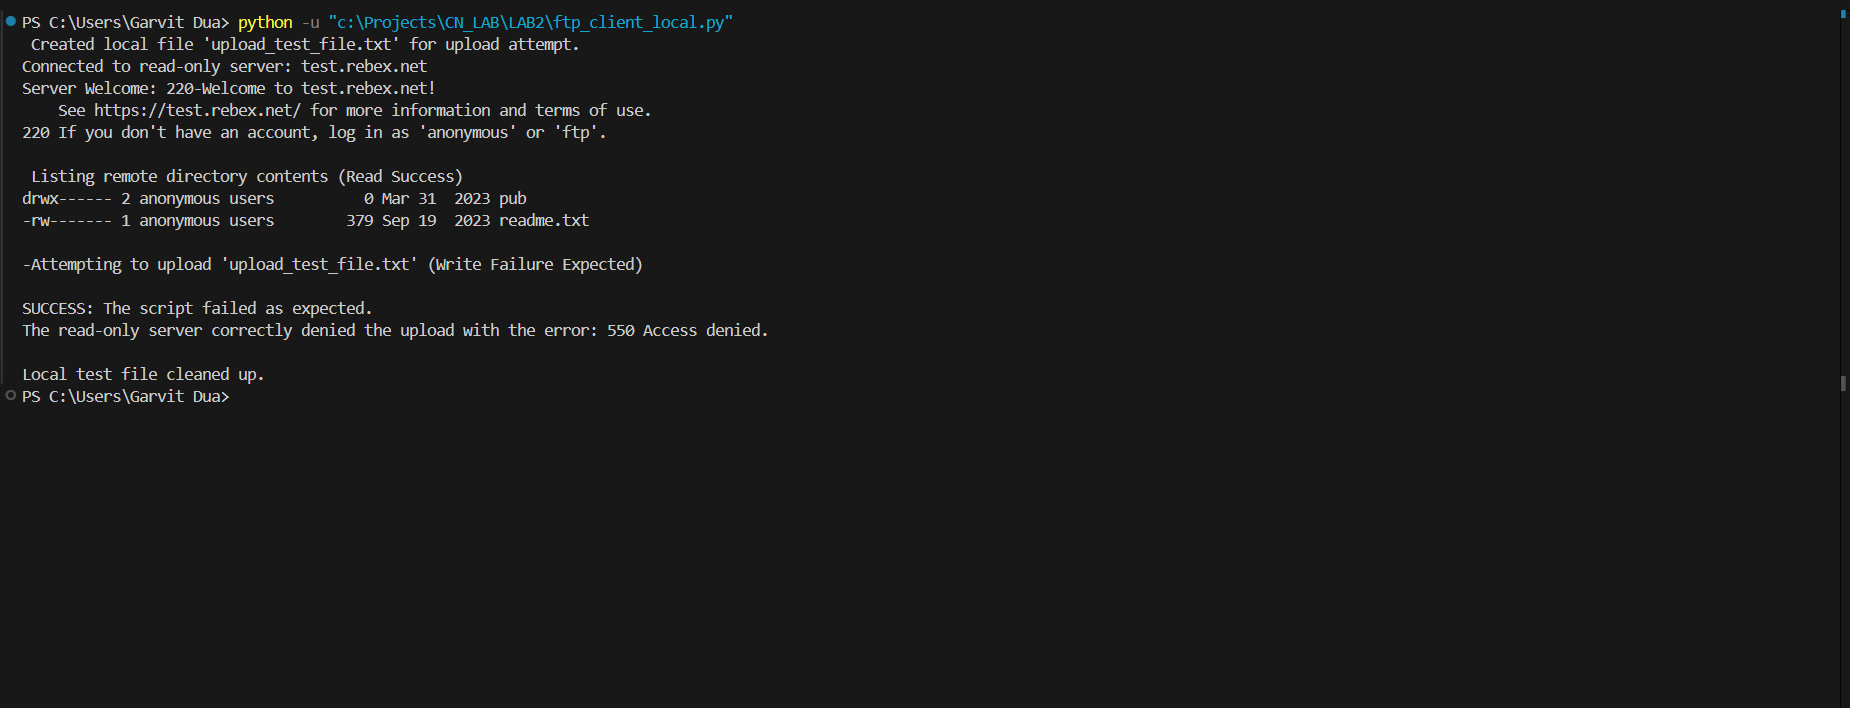 PS C:\Users\Garvit Dua> python -u "c:\Projects\CN_LAB\LAB2\ftp_client_local.py"
 Created local file 'upload_test_file.txt' for upload attempt.
Connected to read-only server: test.rebex.net
Server Welcome: 220-Welcome to test.rebex.net!
    See https://test.rebex.net/ for more information and terms of use.
220 If you don't have an account, log in as 'anonymous' or 'ftp'.
 Listing remote directory contents (Read Success)
drwx------ 2 anonymous users          0 Mar 31  2023 pub
-rw------- 1 anonymous users        379 Sep 19  2023 readme.txt
-Attempting to upload 'upload_test_file.txt' (Write Failure Expected)
SUCCESS: The script failed as expected.
The read-only server correctly denied the upload with the error: 550 Access denied.
Local test file cleaned up.
PS C:\Users\Garvit Dua>